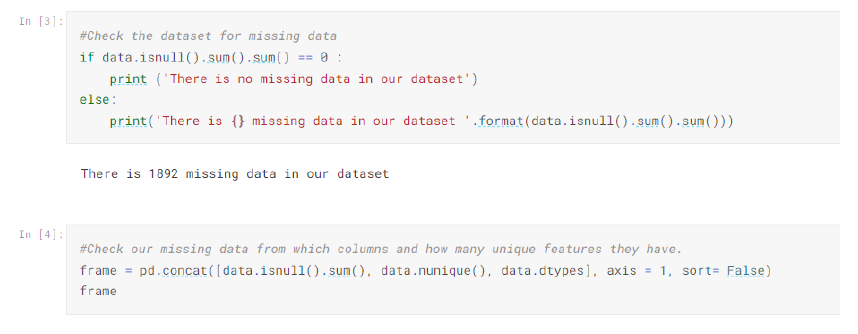 In [3]:
#Check the dataset for missing data
if data.isnull().sum().sum() == 0 :
    print ('There is no missing data in our dataset')
else:
    print('There is {} missing data in our dataset '.format(data.isnull().sum().sum()))
There is 1892 missing data in our dataset
In [4]:
#Check our missing data from which columns and how many unique features they have.
frame = pd.concat([data.isnull().sum(), data.nunique(), data.dtypes], axis = 1, sort= False)
frame